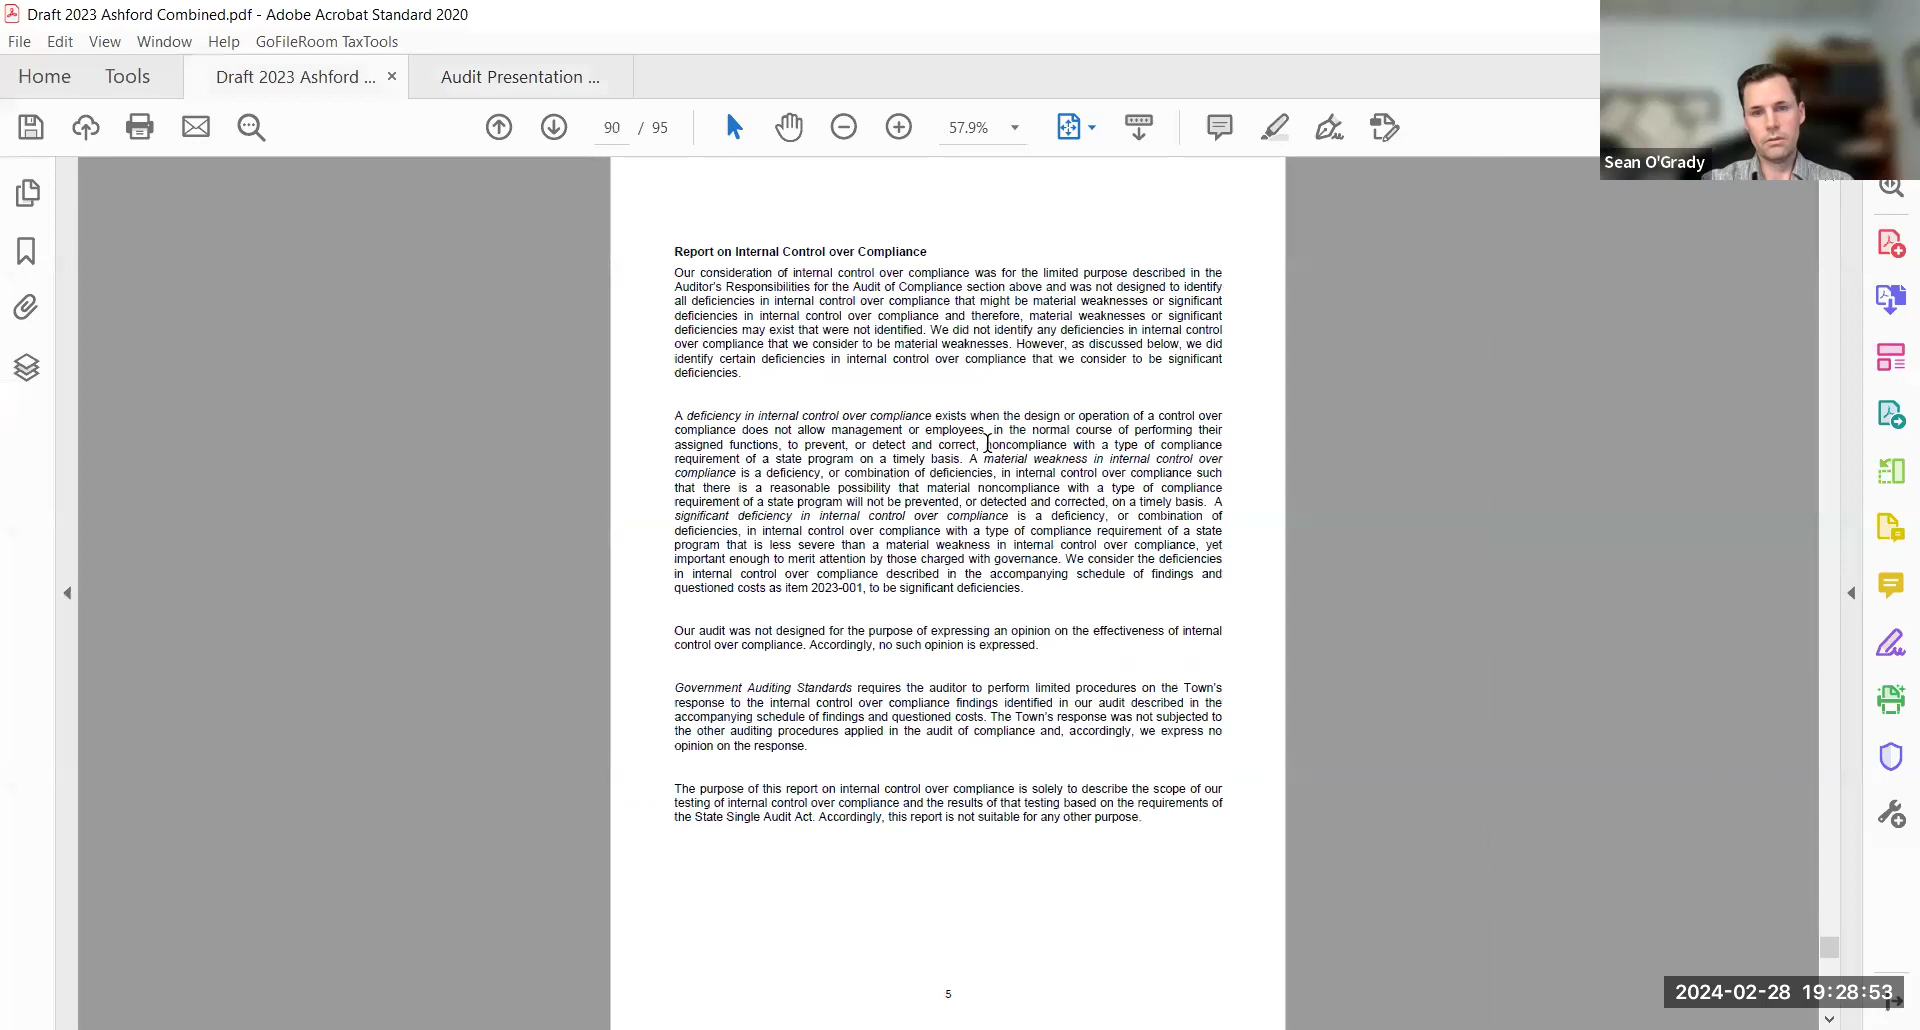 Draft 2023 Ashford Combined.pdf - Adobe Acrobat Standard 2020
File Edit View Window Help GoFileRoom TaxTools
Home Tools Draft 2023 Ashford ... × Audit Presentation ...
90 / 95 57.9%
Sean O'Grady
Report on Internal Control over Compliance
Our consideration of internal control over compliance was for the limited purpose described in the
Auditor's Responsibilities for the Audit of Compliance section above and was not designed to identify
all deficiencies in internal control over compliance that might be material weaknesses or significant
deficiencies in internal control over compliance and therefore, material weaknesses or significant
deficiencies may exist that were not identified. We did not identify any deficiencies in internal control
over compliance that we consider to be material weaknesses. However, as discussed below, we did
identify certain deficiencies in internal control over compliance that we consider to be significant
deficiencies.
A deficiency in internal control over compliance exists when the design or operation of a control over
compliance does not allow management or employees, in the normal course of performing their
assigned functions, to prevent, or detect and correct, noncompliance with a type of compliance
requirement of a state program on a timely basis. A material weakness in internal control over
compliance is a deficiency, or combination of deficiencies, in internal control over compliance such
that there is a reasonable possibility that material noncompliance with a type of compliance
requirement of a state program will not be prevented, or detected and corrected, on a timely basis. A
significant deficiency in internal control over compliance is a deficiency, or combination of
deficiencies, in internal control over compliance with a type of compliance requirement of a state
program that is less severe than a material weakness in internal control over compliance, yet
important enough to merit attention by those charged with governance. We consider the deficiencies
in internal control over compliance described in the accompanying schedule of findings and
questioned costs as item 2023-001, to be significant deficiencies.
Our audit was not designed for the purpose of expressing an opinion on the effectiveness of internal
control over compliance. Accordingly, no such opinion is expressed.
Government Auditing Standards requires the auditor to perform limited procedures on the Town's
response to the internal control over compliance findings identified in our audit described in the
accompanying schedule of findings and questioned costs. The Town's response was not subjected to
the other auditing procedures applied in the audit of compliance and, accordingly, we express no
opinion on the response.
The purpose of this report on internal control over compliance is solely to describe the scope of our
testing of internal control over compliance and the results of that testing based on the requirements of
the State Single Audit Act. Accordingly, this report is not suitable for any other purpose.
5
2024-02-28 19:28:53